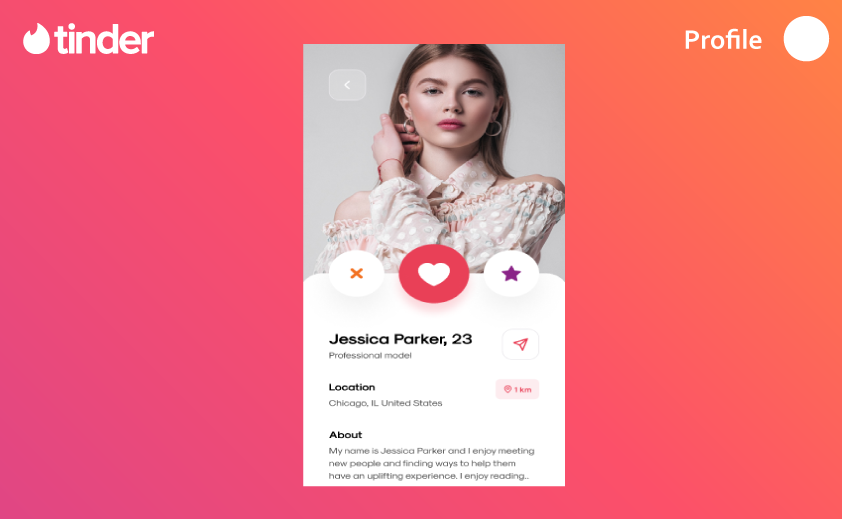 tinder
Profile
Jessica Parker, 23
Professional model
Location
1 km
Chicago, IL United States
About
My name is Jessica Parker and I enjoy meeting
new people and finding ways to help them
have an uplifting experience. I enjoy reading..